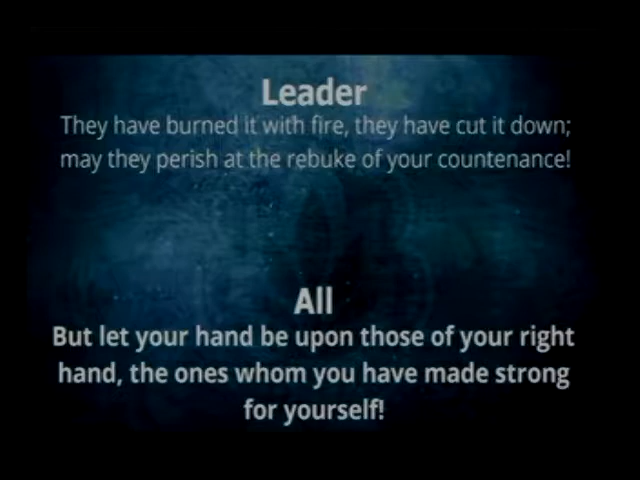 Leader
They have burned it with fire, they have cut it down;
may they perish at the rebuke of your countenance!
All
But let your hand be upon those of your right
hand, the ones whom you have made strong
for yourself!